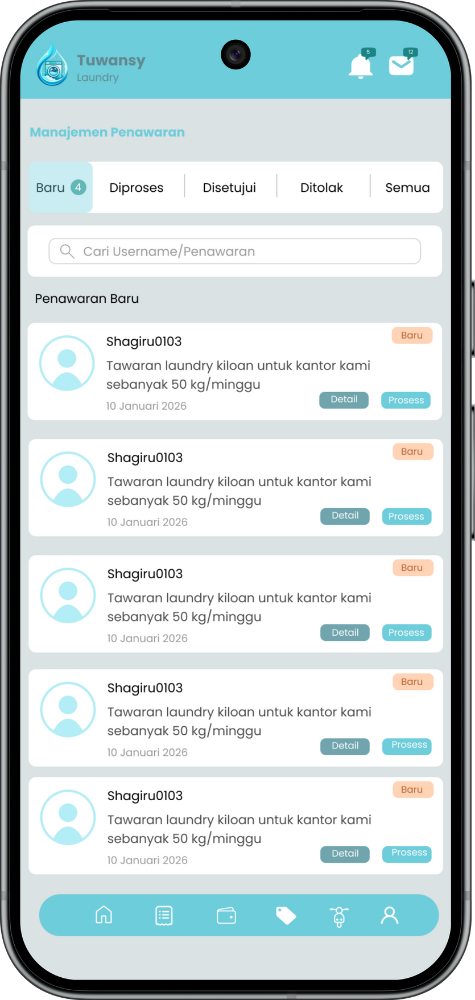 Tuwansy
Laundry
5
12
Manajemen Penawaran
Baru 4 Diproses Disetujui Ditolak Semua
Cari Username/Penawaran
Penawaran Baru
Shagiru0103
Baru
Tawaran laundry kiloan untuk kantor kami
sebanyak 50 kg/minggu
10 Januari 2026
Detail Prosess
Shagiru0103
Baru
Tawaran laundry kiloan untuk kantor kami
sebanyak 50 kg/minggu
10 Januari 2026
Detail Prosess
Shagiru0103
Baru
Tawaran laundry kiloan untuk kantor kami
sebanyak 50 kg/minggu
10 Januari 2026
Detail Prosess
Shagiru0103
Baru
Tawaran laundry kiloan untuk kantor kami
sebanyak 50 kg/minggu
10 Januari 2026
Detail Prosess
Shagiru0103
Baru
Tawaran laundry kiloan untuk kantor kami
sebanyak 50 kg/minggu
10 Januari 2026
Detail Prosess